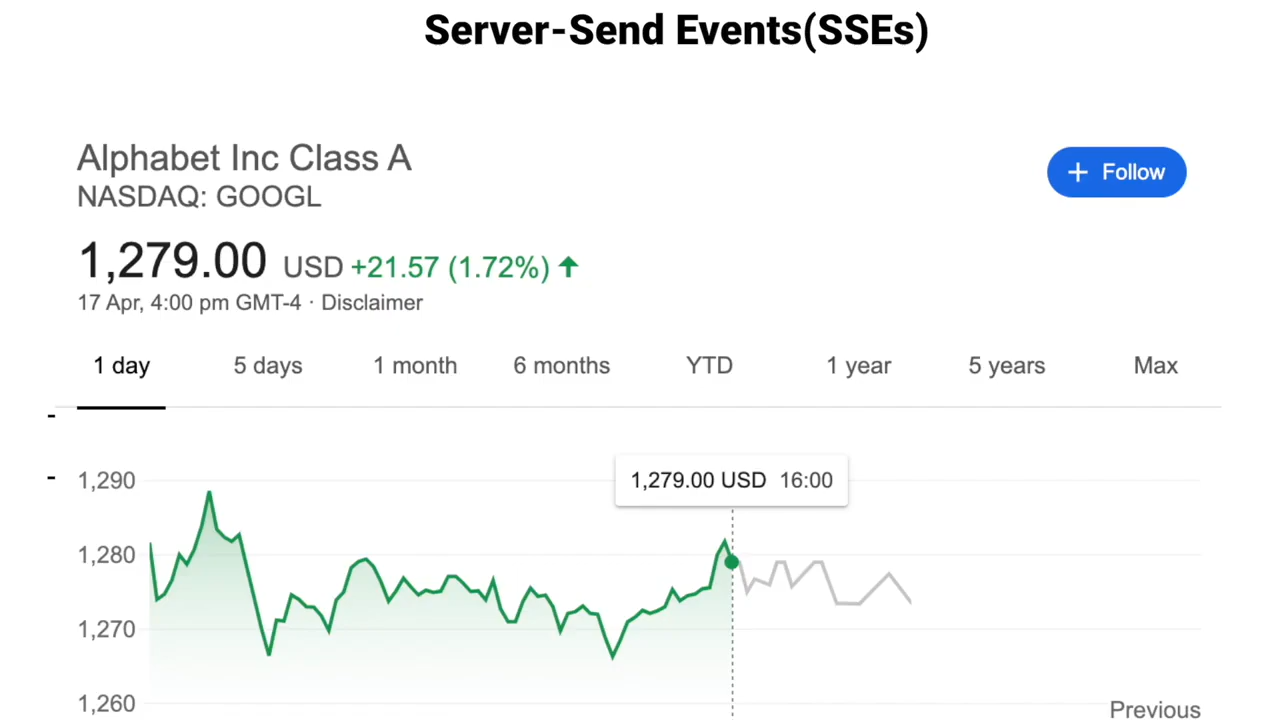 Server-Send Events(SSEs)
Alphabet Inc Class A
+ Follow
NASDAQ: GOOGL
1,279.00 USD +21.57 (1.72%)
17 Apr, 4:00 pm GMT-4 · Disclaimer
1 day 5 days 1 month 6 months YTD 1 year 5 years Max
-
- 1,290
1,279.00 USD 16:00
1,280
1,270
1,260
Previous